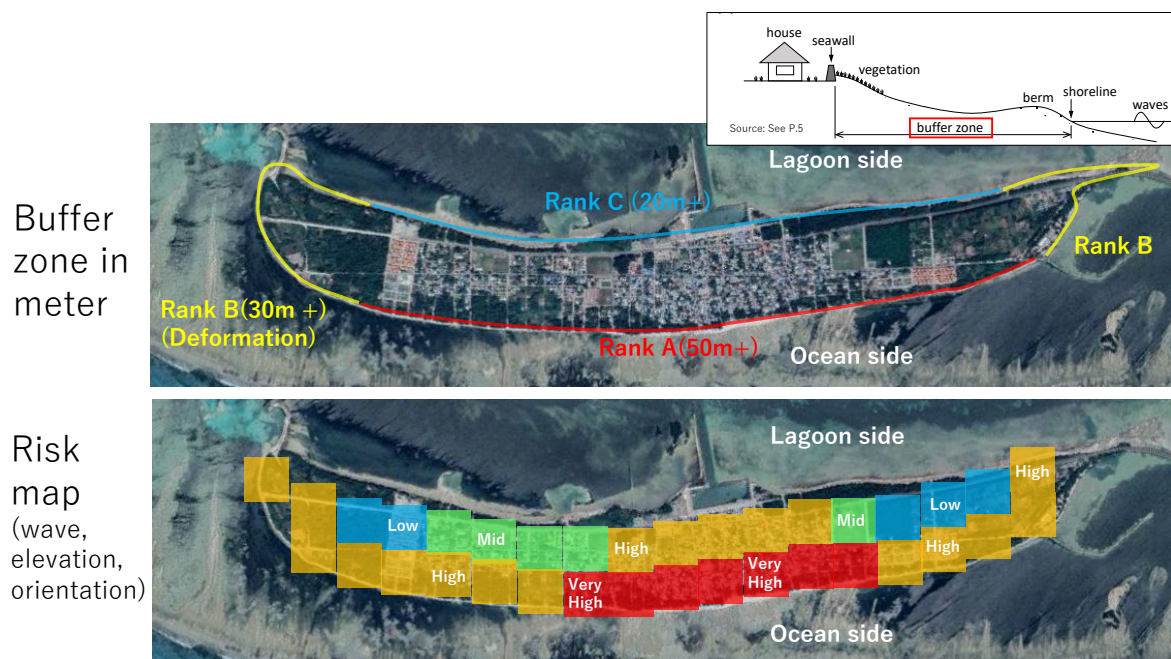 house
seawall
vegetation
berm
shoreline
waves
Source: See P.5
buffer zone
Buffer
zone in
meter
Lagoon side
Rank C (20m+)
Rank B
Rank B(30m +)
(Deformation)
Rank A(50m+)
Ocean side
Risk
map
(wave,
elevation,
orientation)
Lagoon side
High
Low
Low
Mid
Mid
High
High
High
Very
High
Very
High
Ocean side